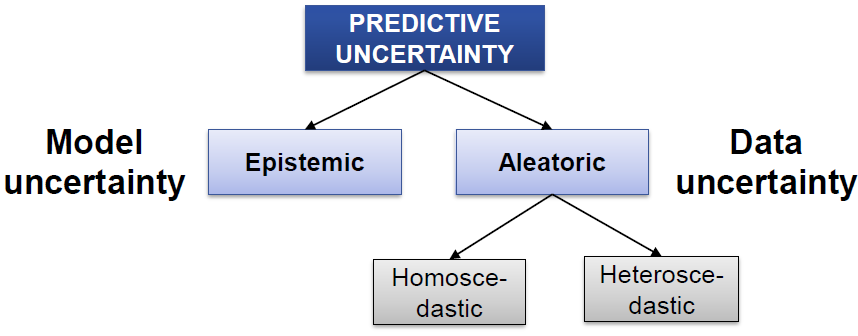 PREDICTIVE
UNCERTAINTY
Model
uncertainty
Epistemic
Aleatoric
Data
uncertainty
Homosce-
dastic
Heterosce-
dastic